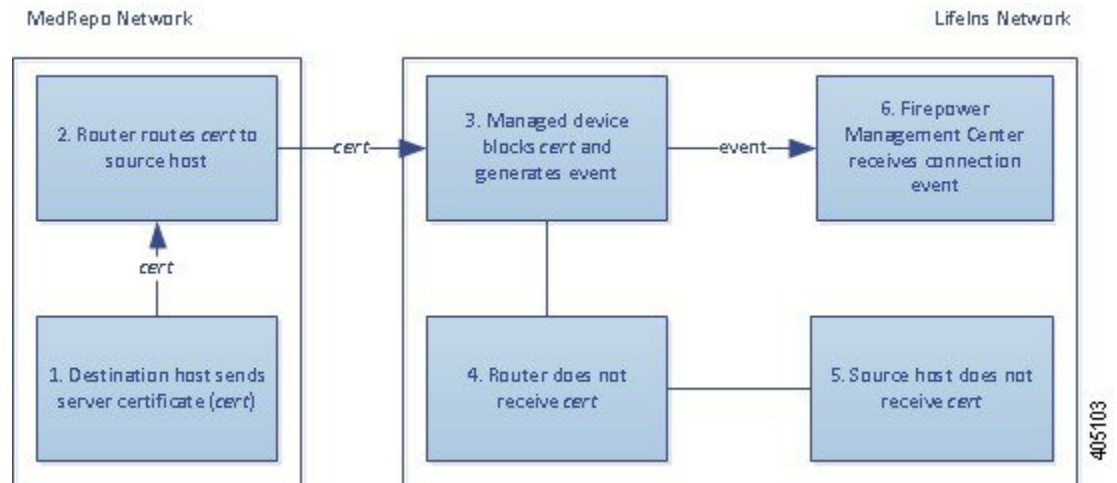 MedRepo Network
LifeIns Network
2. Router routes cert to
source host
cert
3. Managed device
blocks cert and
generates event
event
6. Firepower
Management Center
receives connection
event
cert
1. Destination host sends
server certificate (cert)
4. Router does not
receive cert
5. Source host does not
receive cert
405103